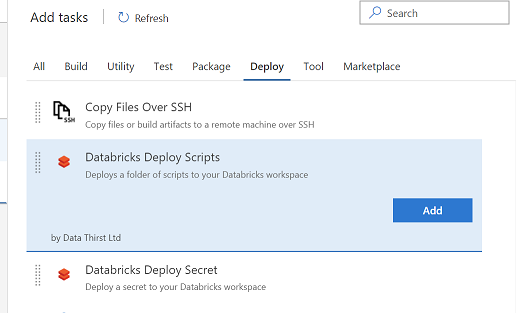 Add tasks Refresh Search
All Build Utility Test Package Deploy Tool Marketplace
Copy Files Over SSH
SSH
Copy files or build artifacts to a remote machine over SSH
Databricks Deploy Scripts
Deploys a folder of scripts to your Databricks workspace
Add
by Data Thirst Ltd
Databricks Deploy Secret
Deploy a secret to your Databricks workspace